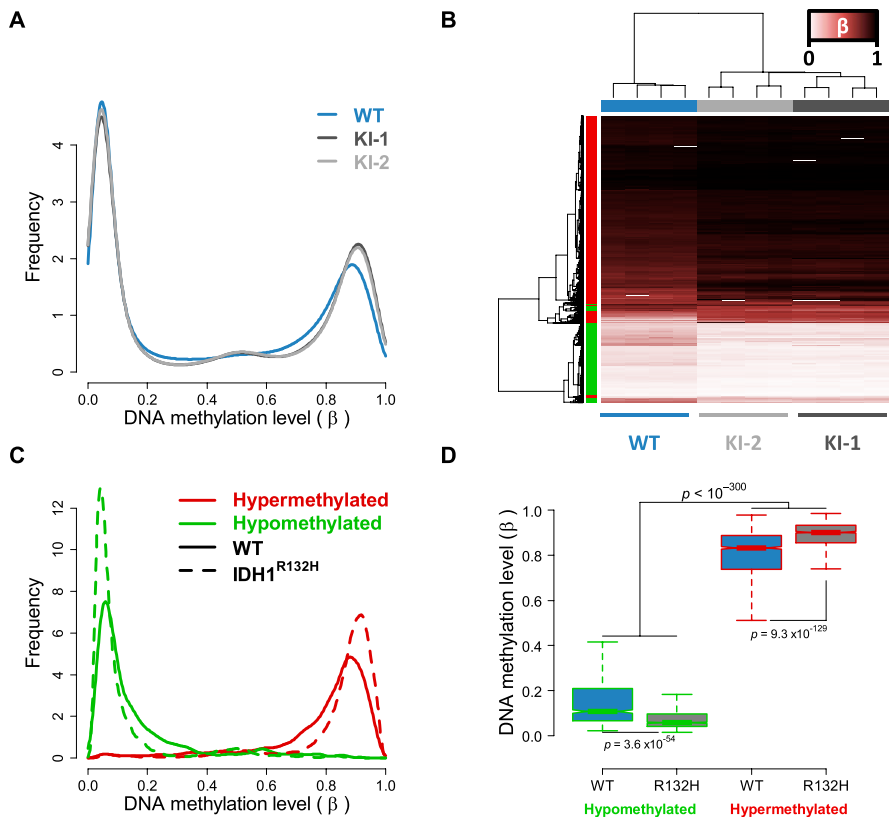 A
WT
KI-1
KI-2
Frequency
0
1
2
3
4
0.0 0.2 0.4 0.6 0.8 1.0
DNA methylation level ( β )
B
β
0 1
WT KI-2 KI-1
C
Hypermethylated
Hypomethylated
WT
IDH1R132H
Frequency
0
2
4
6
8
10
12
0.0 0.2 0.4 0.6 0.8 1.0
DNA methylation level ( β )
D
p < 10−300
DNA methylation level (β )
1.0
0.8
0.6
0.4
0.2
0.0
p = 9.3 x10-129
p = 3.6 x10-54
WT R132H WT R132H
Hypomethylated Hypermethylated